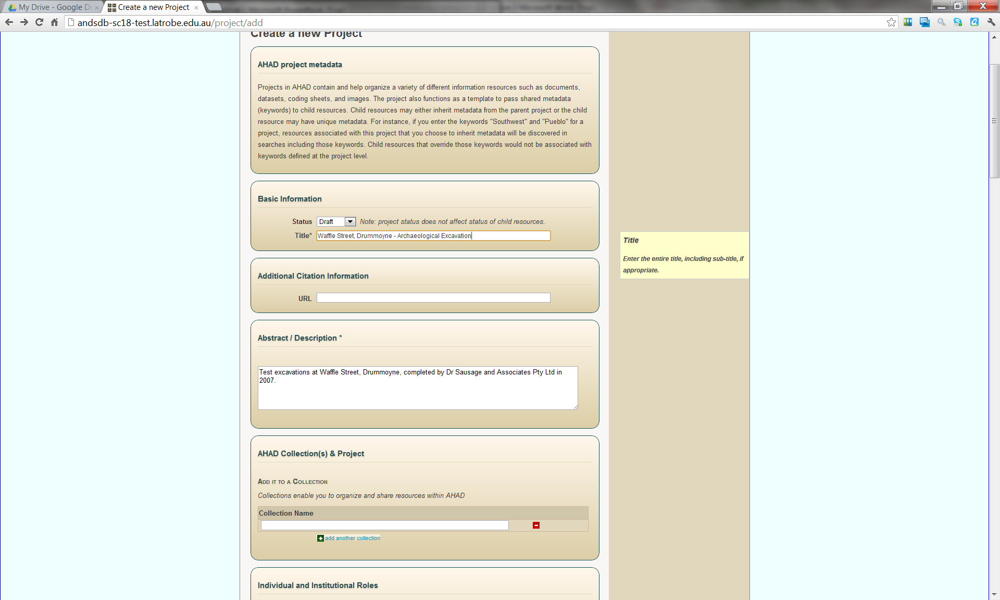 My Drive - Google Dr
Create a new Project
andsdb-sc18-test.latrobe.edu.au/project/add
Create a new Project
AHAD project metadata
Projects in AHAD contain and help organize a variety of different information resources such as documents,
datasets, coding sheets, and images. The project also functions as a template to pass shared metadata
(keywords) to child resources. Child resources may either inherit metadata from the parent project or the child
resource may have unique metadata. For instance, if you enter the keywords "Southwest" and "Pueblo" for a
project, resources associated with this project that you choose to inherit metadata will be discovered in
searches including those keywords. Child resources that override those keywords would not be associated with
keywords defined at the project level.
Basic Information
Status Draft Note: project status does not affect status of child resources.
Title* Waffle Street, Drummoyne - Archaeological Excavation
Title
Enter the entire title, including sub-title, if
appropriate.
Additional Citation Information
URL
Abstract / Description *
Test excavations at Waffle Street, Drummoyne, completed by Dr Sausage and Associates Pty Ltd in
2007.
AHAD Collection(s) & Project
Add it to a Collection
Collections enable you to organize and share resources within AHAD
Collection Name
add another collection
Individual and Institutional Roles